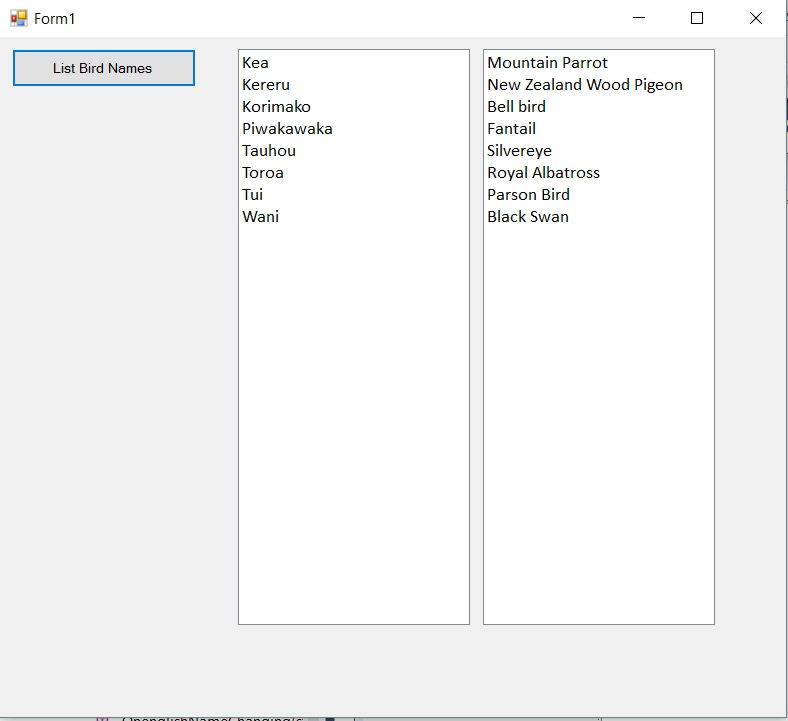 Form1
List Bird Names
Kea
Kereru
Korimako
Piwakawaka
Tauhou
Toroa
Tui
Wani
Mountain Parrot
New Zealand Wood Pigeon
Bell bird
Fantail
Silvereye
Royal Albatross
Parson Bird
Black Swan